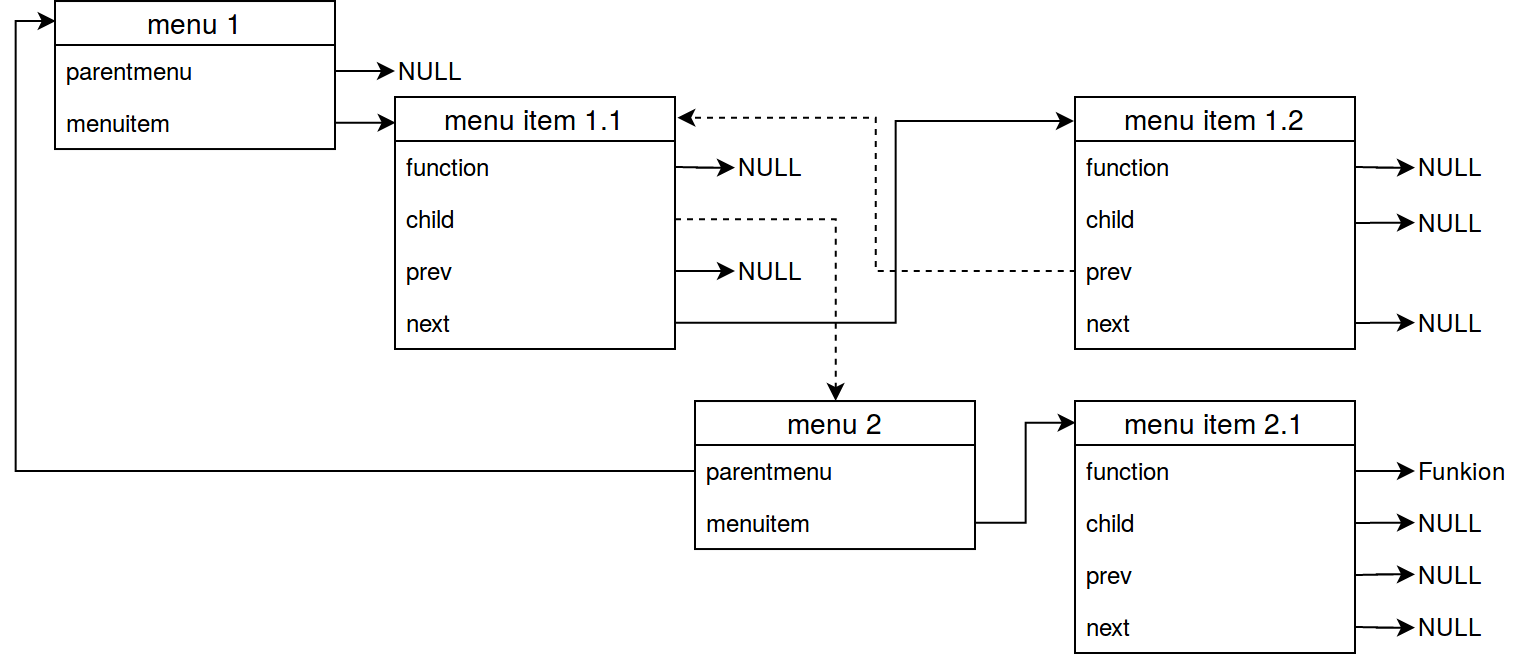 menu 1
parentmenu
NULL
menuitem
menu item 1.1
function
NULL
child
prev
NULL
next
menu item 1.2
function
NULL
child
NULL
prev
next
NULL
menu 2
parentmenu
menuitem
menu item 2.1
function
Funkion
child
NULL
prev
NULL
next
NULL